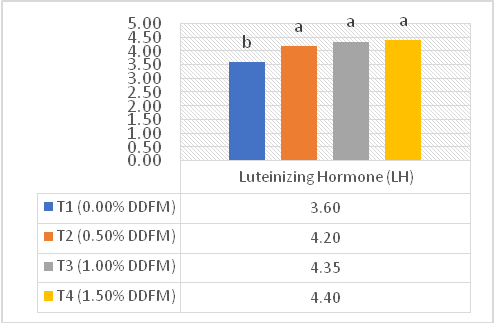 5.00
4.50
4.00
3.50
3.00
2.50
2.00
1.50
1.00
0.50
0.00
b a a a
Luteinizing Hormone (LH)
T1 (0.00% DDFM) 3.60
T2 (0.50% DDFM) 4.20
T3 (1.00% DDFM) 4.35
T4 (1.50% DDFM) 4.40